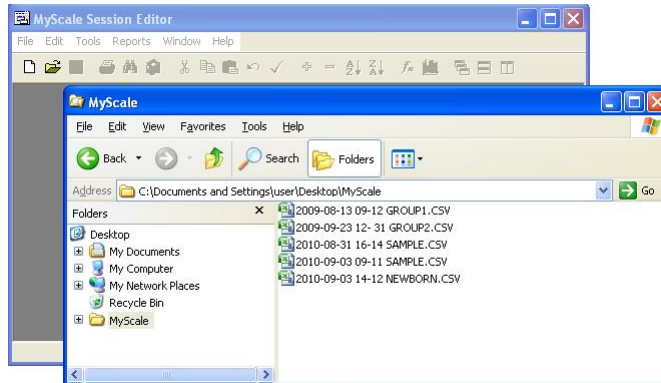 MyScale Session Editor
File Edit Tools Reports Window Help
MyScale
File Edit View Favorites Tools Help
Back Search Folders
Address C:\Documents and Settings\user\Desktop\MyScale Go
Folders
Desktop
My Documents
My Computer
My Network Places
Recycle Bin
MyScale
2009-08-13 09-12 GROUP1.CSV
2009-09-23 12- 31 GROUP2.CSV
2010-08-31 16-14 SAMPLE.CSV
2010-09-03 09-11 SAMPLE.CSV
2010-09-03 14-12 NEWBORN.CSV